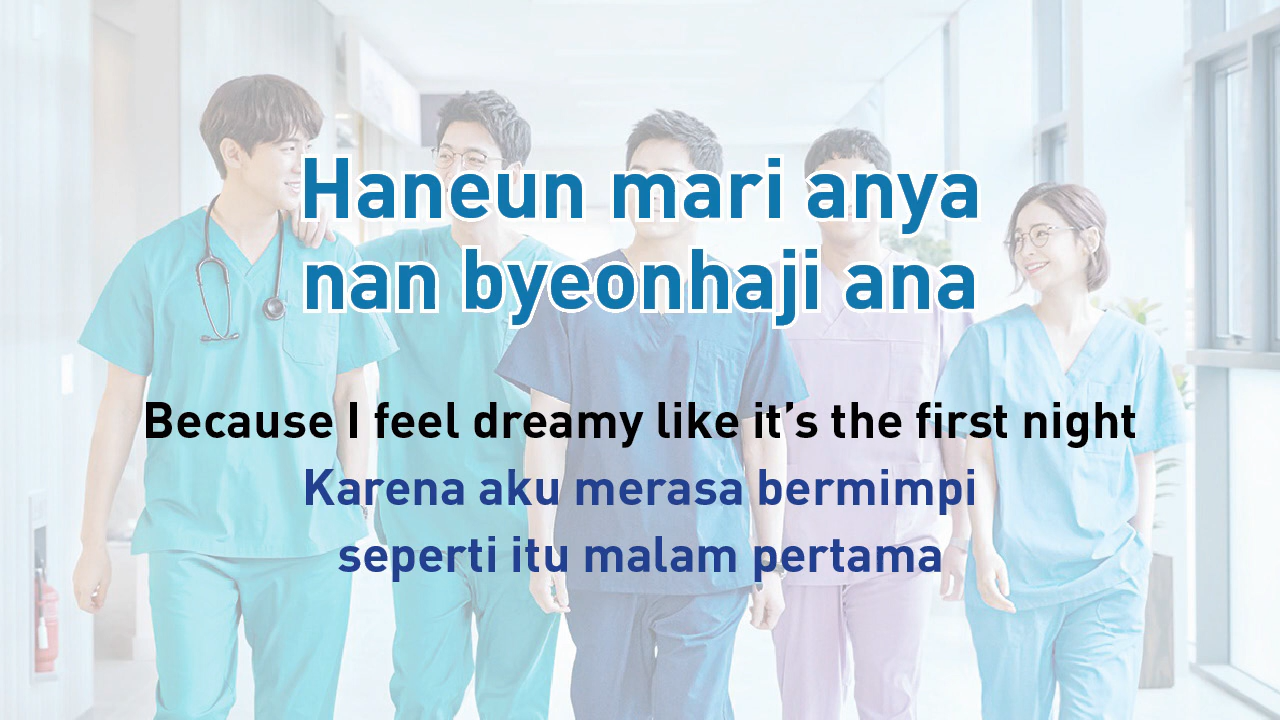 Haneun mari anya
nan byeonhaji ana
Because I feel dreamy like it’s the first night
Karena aku merasa bermimpi
seperti itu malam pertama